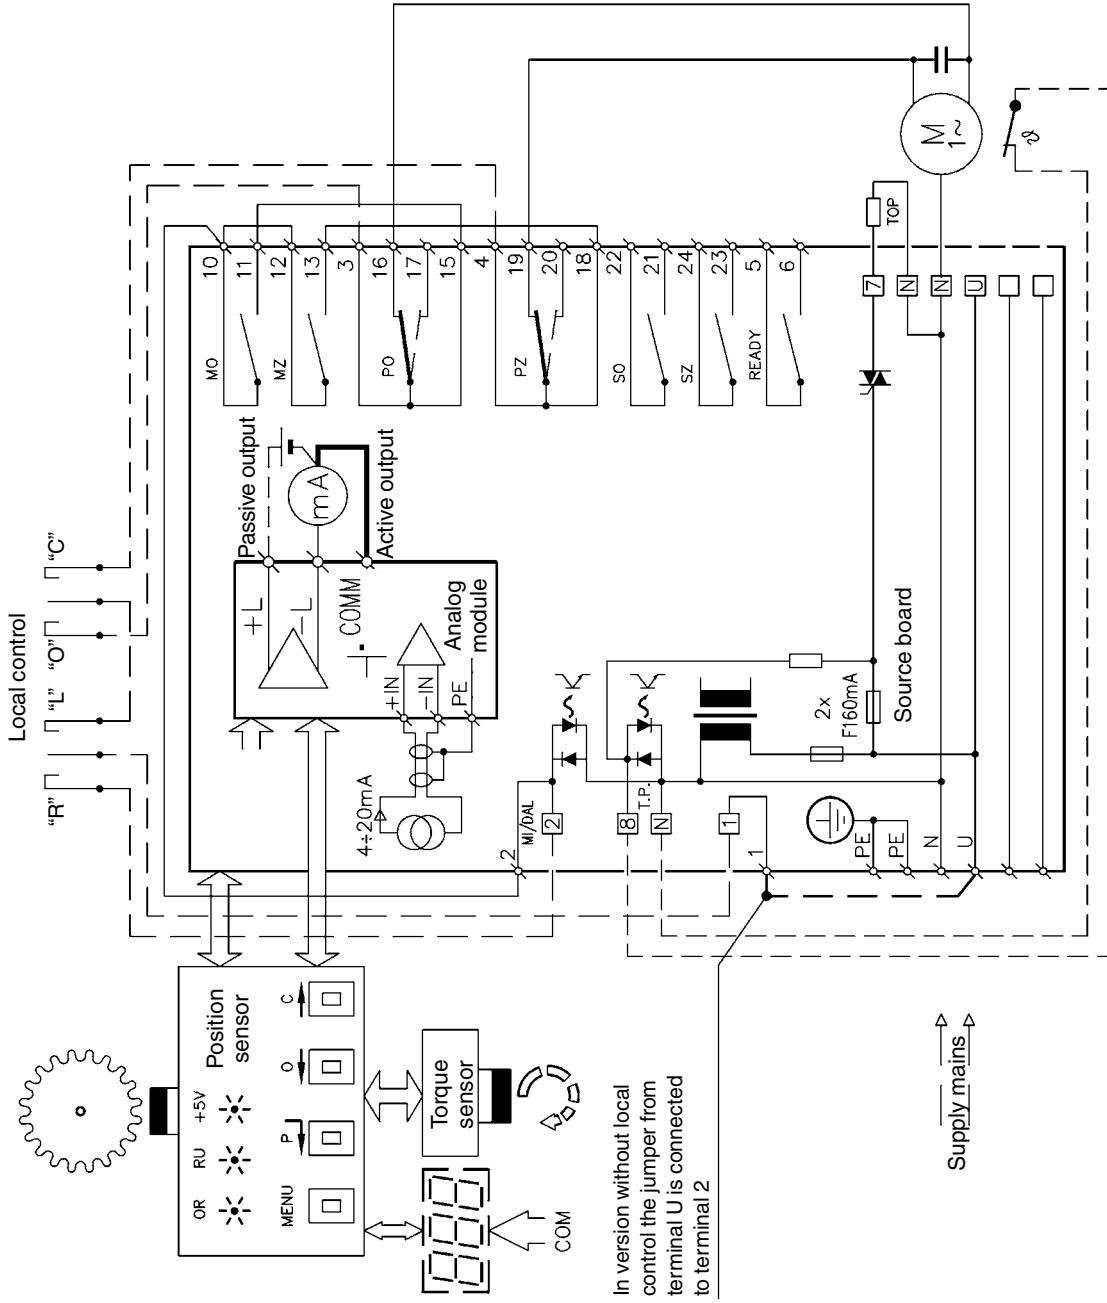 Local control
"R"
"L"
"O"
"C"
Position
sensor
+5V
RU
OR
MENU
P
O
C
Torque
sensor
COM
In version without local
control the jumper from
terminal U is connected
to terminal 2
Supply mains
Passive output
Active output
mA
+L
-L
COMM
+IN
-IN
PE
Analog
module
4÷20mA
2
MI/DAL
2
8
T.P.
N
1
1
PE
PE
N
U
2x
F160mA
Source board
10
11
12
13
3
16
17
15
4
19
20
18
22
21
24
23
5
6
MO
MZ
PO
PZ
SO
SZ
READY
7
N
N
U
TOP
M
1~
ϑ